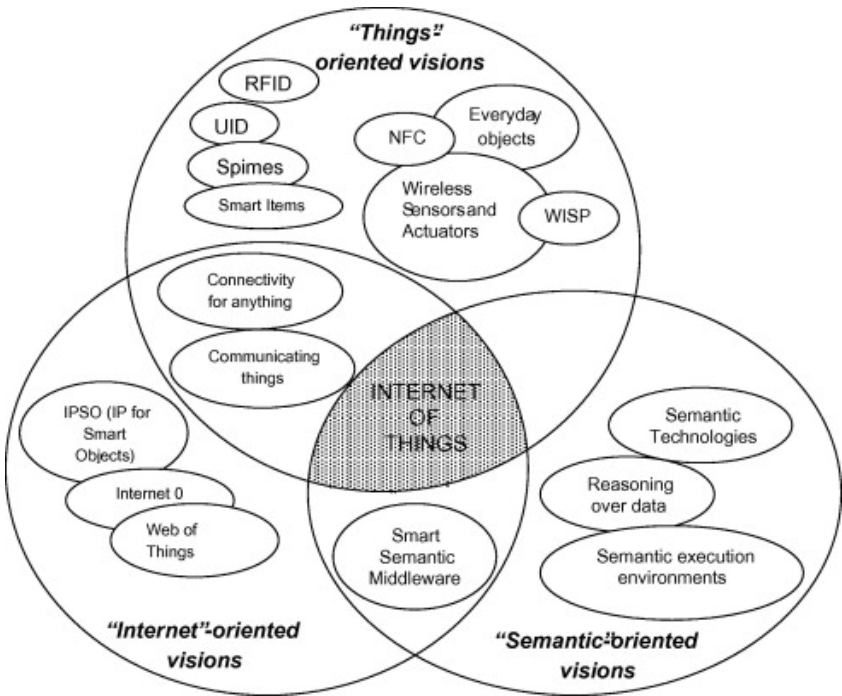 “Things”-
oriented visions
RFID
UID
Spimes
Smart Items
NFC
Everyday
objects
Wireless
Sensors and
Actuators
WISP
Connectivity
for anything
Communicating
things
INTERNET
OF
THINGS
IPSO (IP for
Smart
Objects)
Internet 0
Web of
Things
Semantic
Technologies
Reasoning
over data
Semantic execution
environments
Smart
Semantic
Middleware
“Internet”-oriented
visions
“Semantic”-oriented
visions